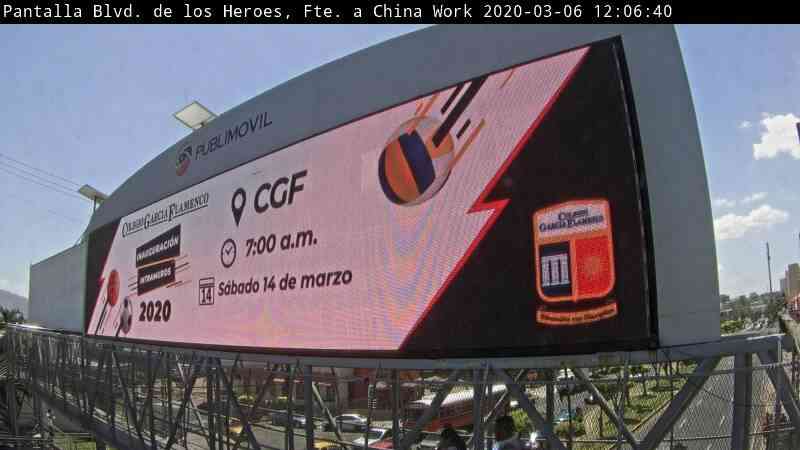 Pantalla Blvd. de los Heroes, Fte. a China Work 2020-03-06 12:06:40
PUBLIMOVIL
COLEGIO GARCÍA FLAMENCO
INAUGURACIÓN
INTRAMUROS
2020
CGF
7:00 a.m.
14
Sábado 14 de marzo
COLEGIO
GARCÍA FLAMENCO